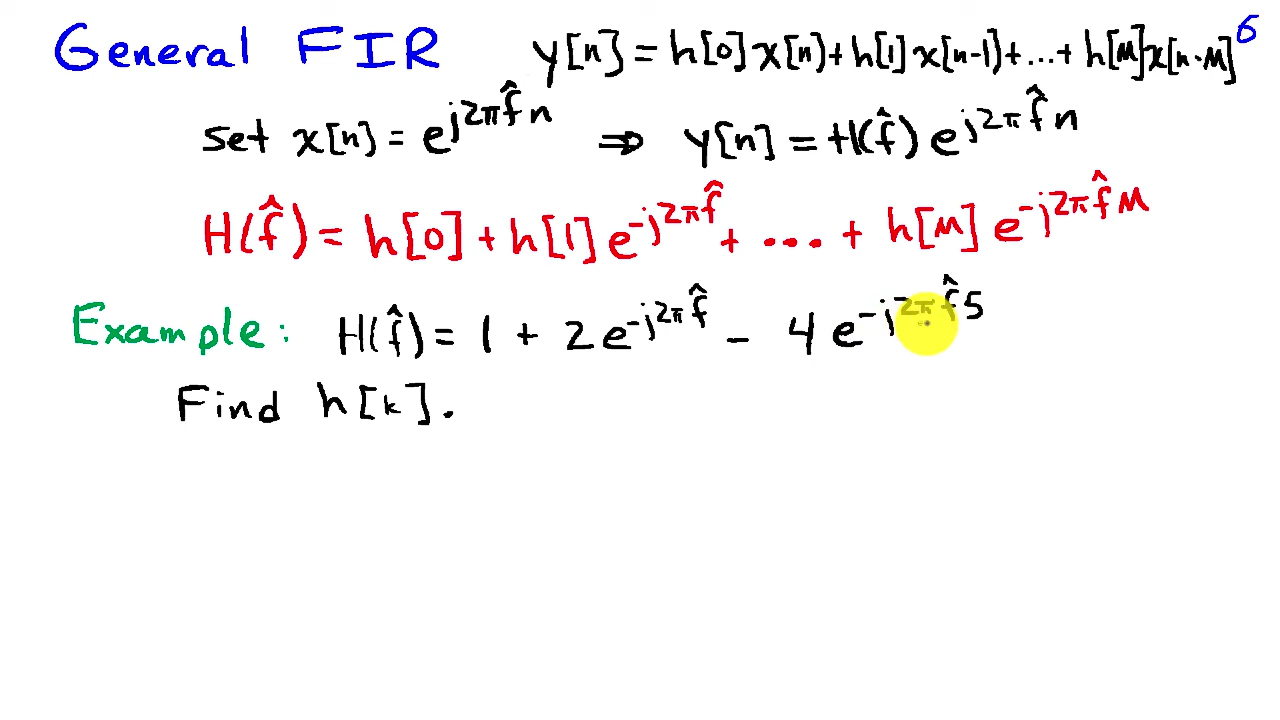 General FIR y[n] = h[0] x[n] + h[1] x[n-1] + ... + h[M] x[n-M] 6
set x[n] = e^{j2πf̂n} ⇒ y[n] = H(f̂) e^{j2πf̂n}
H(f̂) = h[0] + h[1] e^{-j2πf̂} + ... + h[M] e^{-j2πf̂M}
Example: H(f̂) = 1 + 2e^{-j2πf̂} - 4e^{-j2πf̂5}
Find h[k].